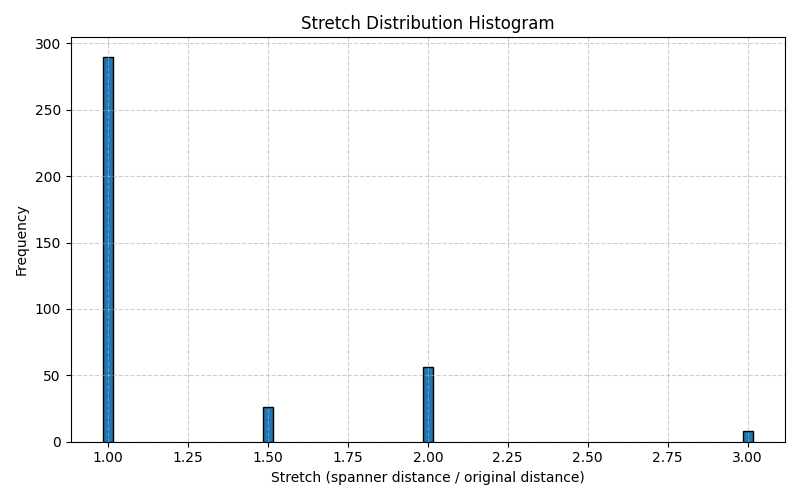 Stretch Distribution Histogram
Frequency
300
250
200
150
100
50
0
1.00 1.25 1.50 1.75 2.00 2.25 2.50 2.75 3.00
Stretch (spanner distance / original distance)